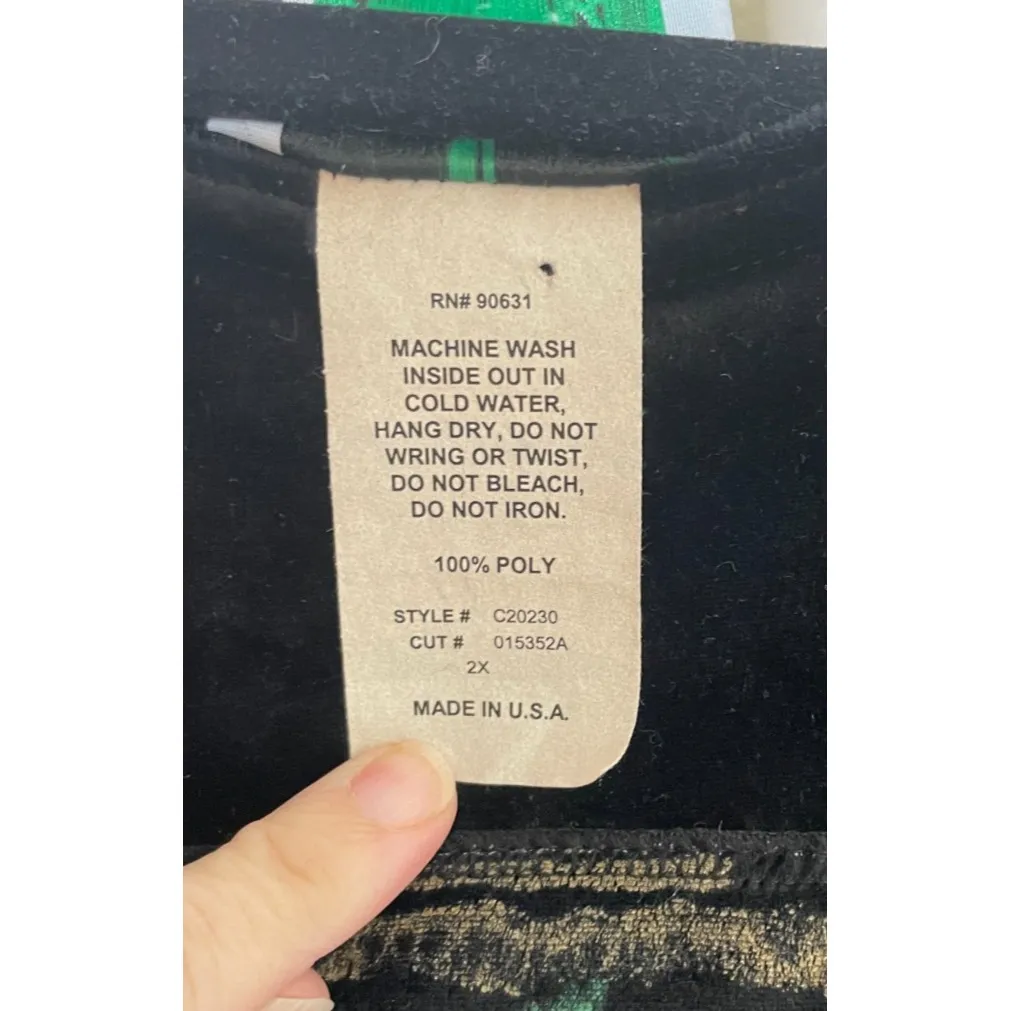 RN# 90631
MACHINE WASH
INSIDE OUT IN
COLD WATER,
HANG DRY, DO NOT
WRING OR TWIST,
DO NOT BLEACH,
DO NOT IRON.
100% POLY
STYLE # C20230
CUT # 015352A
2X
MADE IN U.S.A.